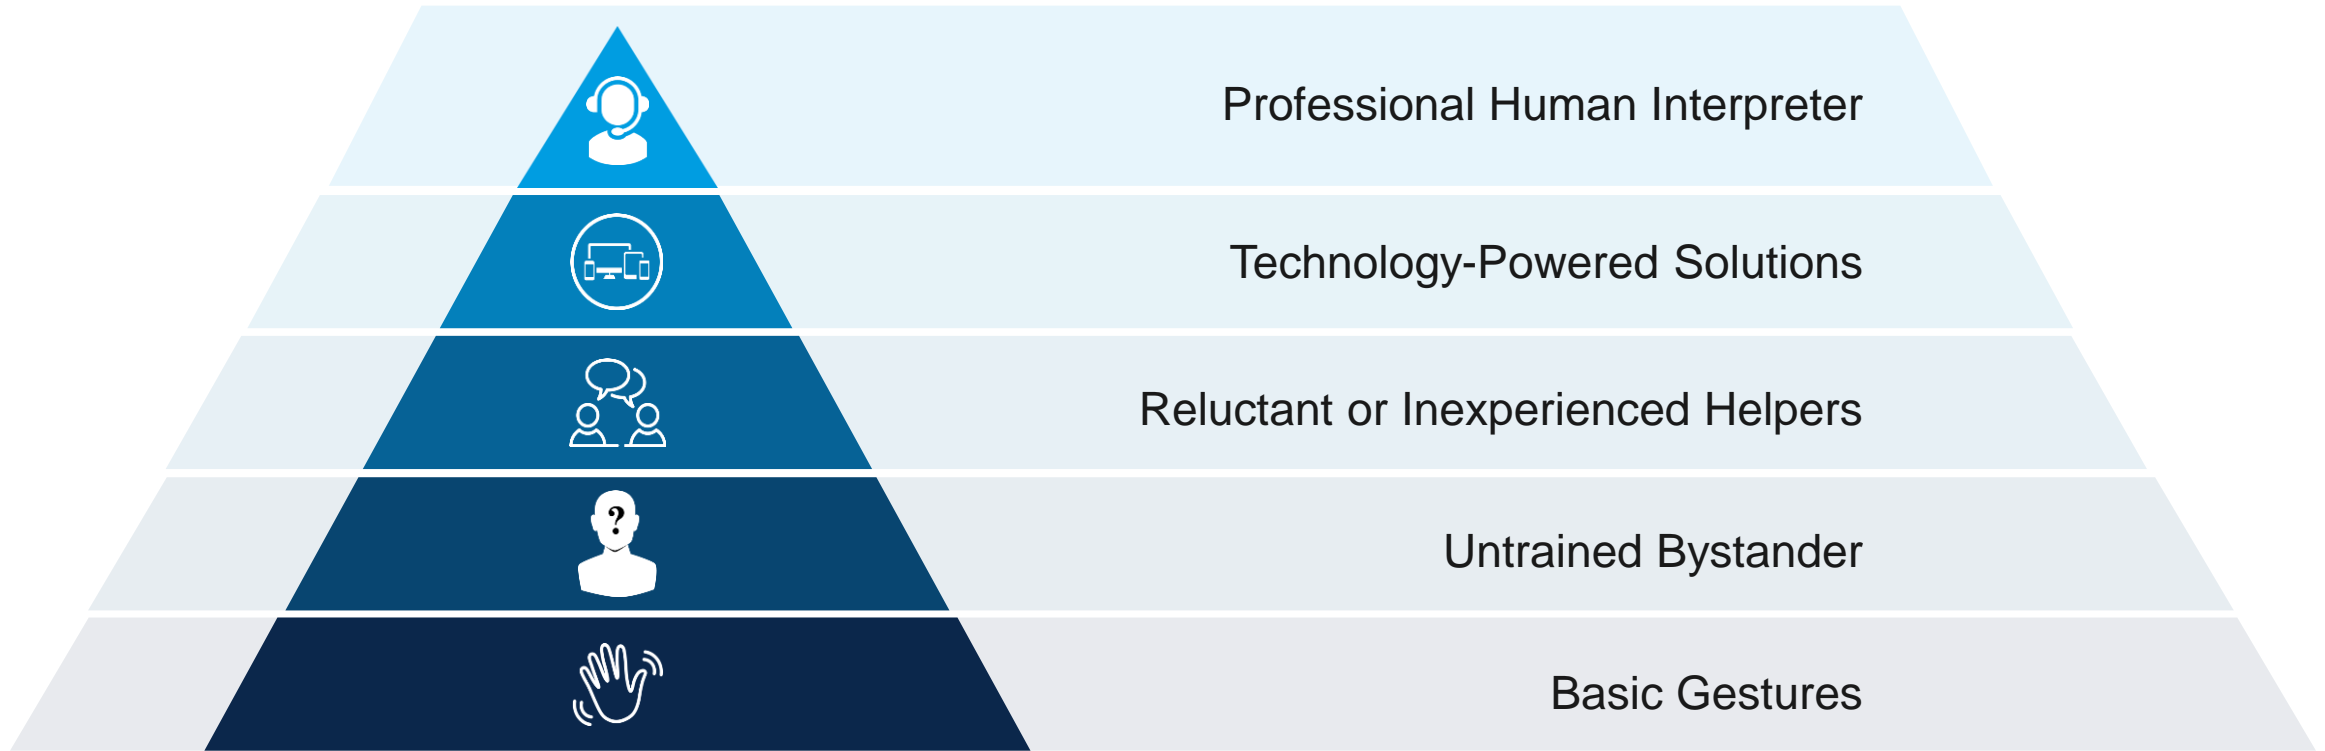 Professional Human Interpreter
Technology-Powered Solutions
Reluctant or Inexperienced Helpers
?
Untrained Bystander
Basic Gestures